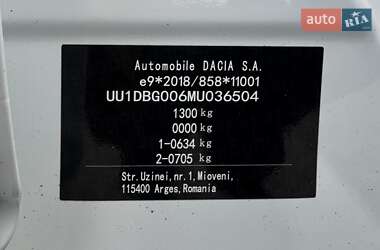 auto RIA
Automobile DACIA S.A.
e9*2018/858*11001
UU1DBG006MU036504
1300 kg
0000 kg
1-0634 kg
2-0705 kg
Str. Uzinei, nr. 1, Mioveni,
115400 Arges, Romania